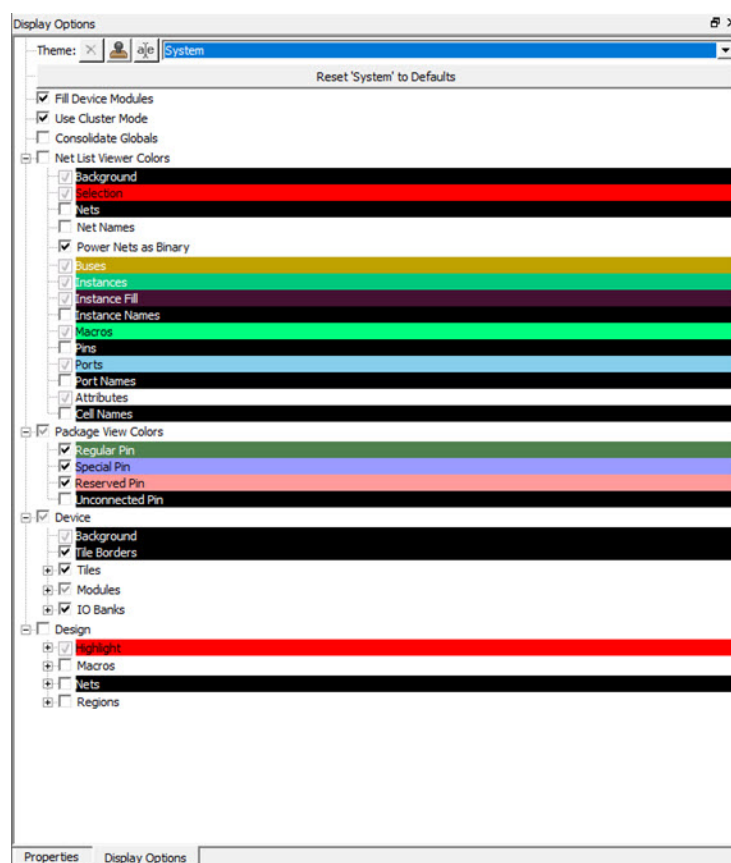 Display Options
Theme: a|e System
Reset 'System' to Defaults
Fill Device Modules
Use Cluster Mode
Consolidate Globals
Net List Viewer Colors
Background
Selection
Nets
Net Names
Power Nets as Binary
Buses
Instances
Instance Fill
Instance Names
Macros
Pins
Ports
Port Names
Attributes
Cell Names
Package View Colors
Regular Pin
Special Pin
Reserved Pin
Unconnected Pin
Device
Background
Tile Borders
Tiles
Modules
IO Banks
Design
Highlight
Macros
Nets
Regions
Properties Display Options